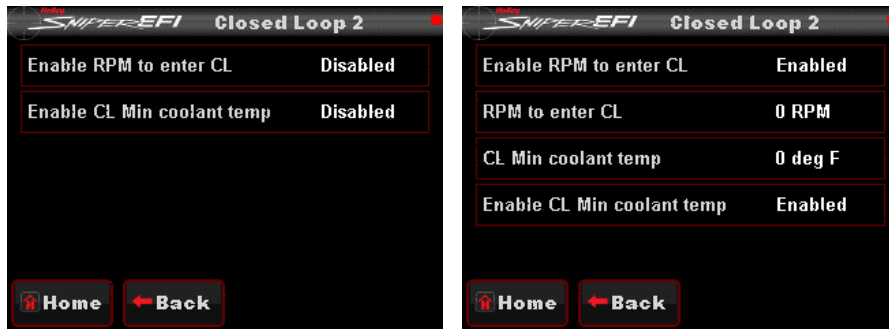 Holley
SNIPER EFI Closed Loop 2
Enable RPM to enter CL Disabled
Enable CL Min coolant temp Disabled
Home Back
Holley
SNIPER EFI Closed Loop 2
Enable RPM to enter CL Enabled
RPM to enter CL 0 RPM
CL Min coolant temp 0 deg F
Enable CL Min coolant temp Enabled
Home Back